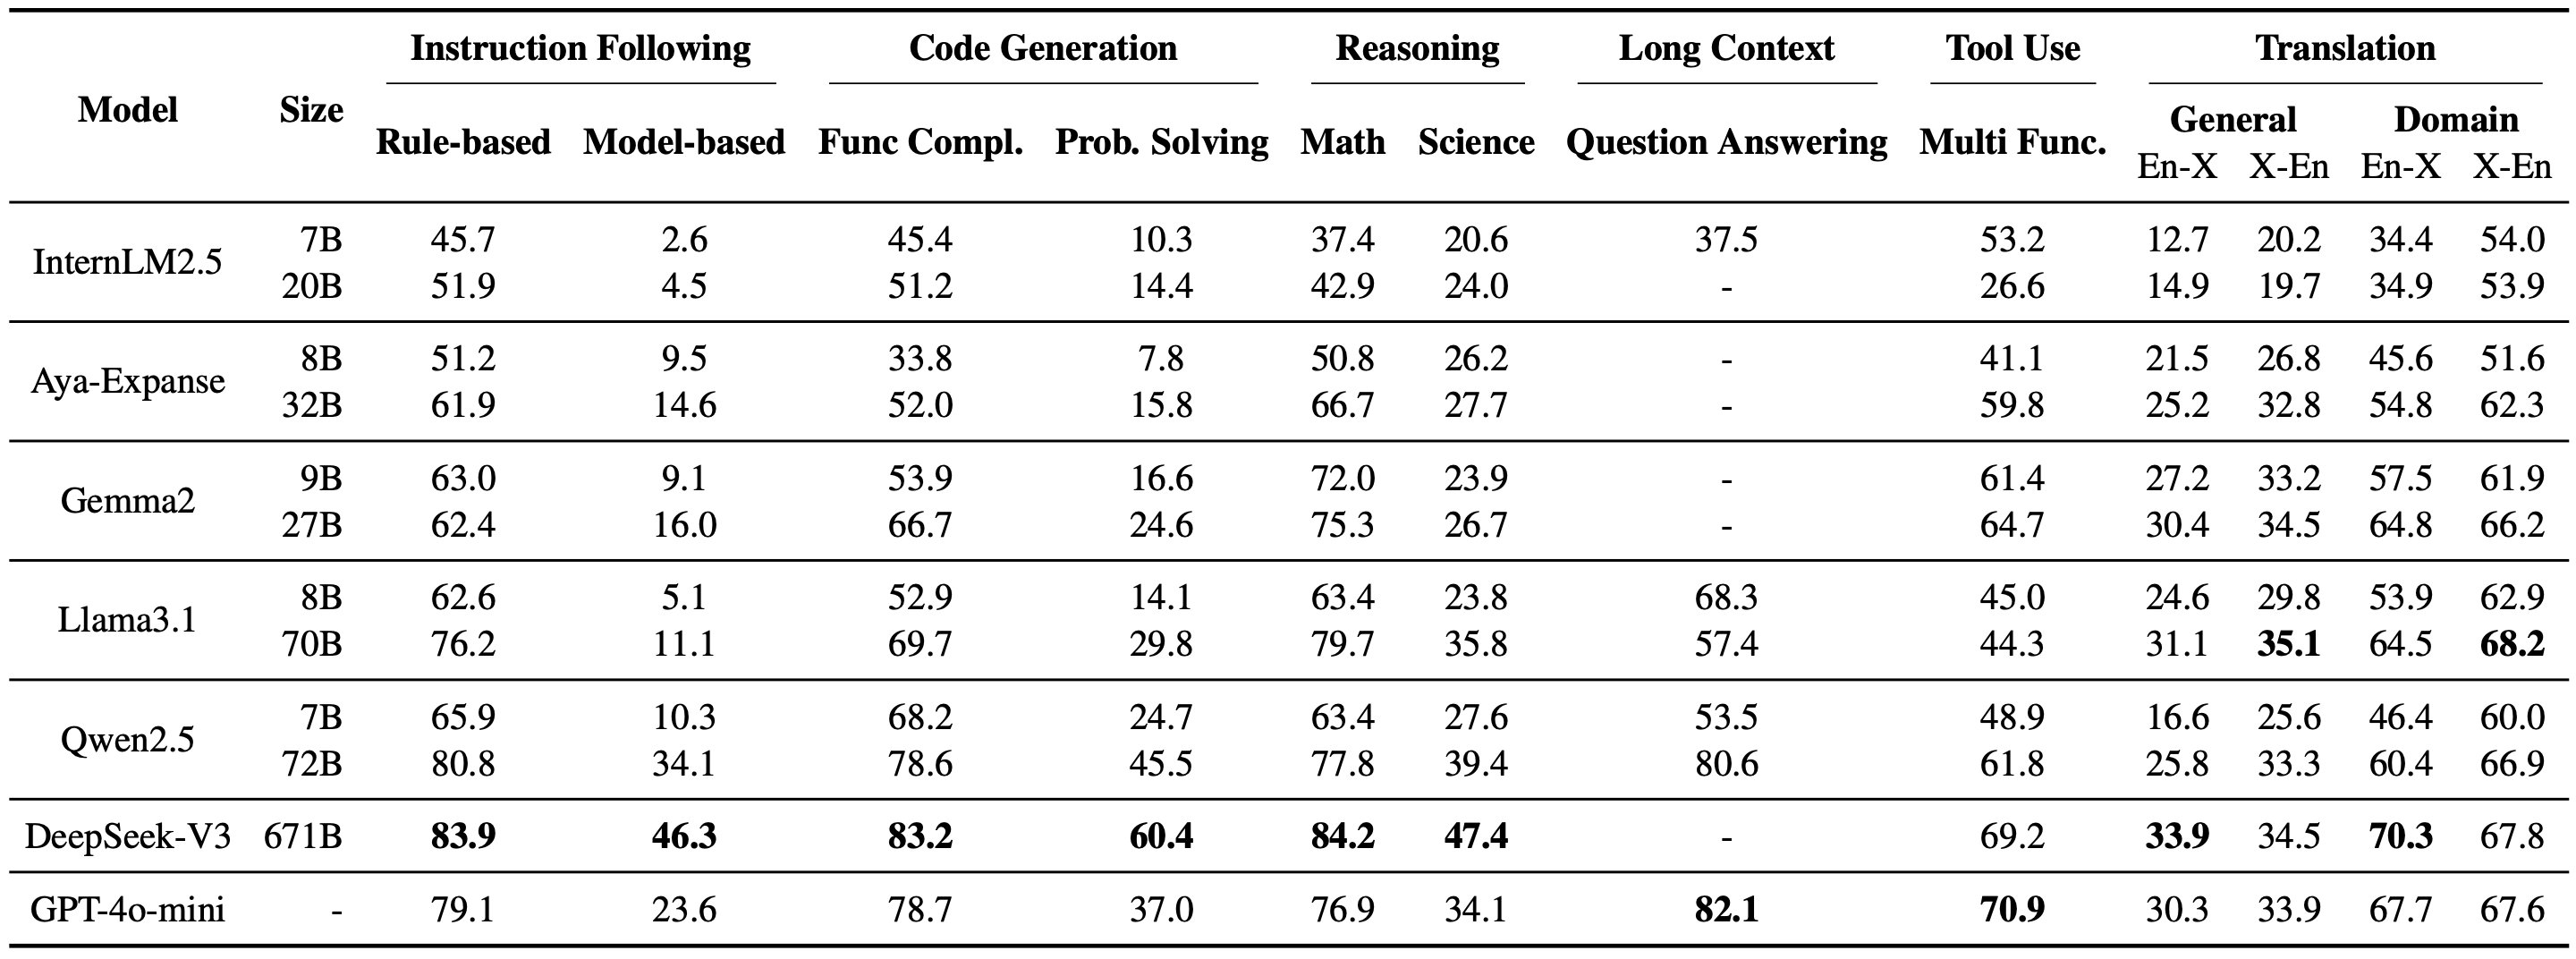 Model Size Instruction Following Code Generation Reasoning Long Context Tool Use Translation
Rule-based Model-based Func Compl. Prob. Solving Math Science Question Answering Multi Func. General Domain
En-X X-En En-X X-En
InternLM2.5 7B 45.7 2.6 45.4 10.3 37.4 20.6 37.5 53.2 12.7 20.2 34.4 54.0
20B 51.9 4.5 51.2 14.4 42.9 24.0 - 26.6 14.9 19.7 34.9 53.9
Aya-Expanse 8B 51.2 9.5 33.8 7.8 50.8 26.2 - 41.1 21.5 26.8 45.6 51.6
32B 61.9 14.6 52.0 15.8 66.7 27.7 - 59.8 25.2 32.8 54.8 62.3
Gemma2 9B 63.0 9.1 53.9 16.6 72.0 23.9 - 61.4 27.2 33.2 57.5 61.9
27B 62.4 16.0 66.7 24.6 75.3 26.7 - 64.7 30.4 34.5 64.8 66.2
Llama3.1 8B 62.6 5.1 52.9 14.1 63.4 23.8 68.3 45.0 24.6 29.8 53.9 62.9
70B 76.2 11.1 69.7 29.8 79.7 35.8 57.4 44.3 31.1 35.1 64.5 68.2
Qwen2.5 7B 65.9 10.3 68.2 24.7 63.4 27.6 53.5 48.9 16.6 25.6 46.4 60.0
72B 80.8 34.1 78.6 45.5 77.8 39.4 80.6 61.8 25.8 33.3 60.4 66.9
DeepSeek-V3 671B 83.9 46.3 83.2 60.4 84.2 47.4 - 69.2 33.9 34.5 70.3 67.8
GPT-4o-mini - 79.1 23.6 78.7 37.0 76.9 34.1 82.1 70.9 30.3 33.9 67.7 67.6